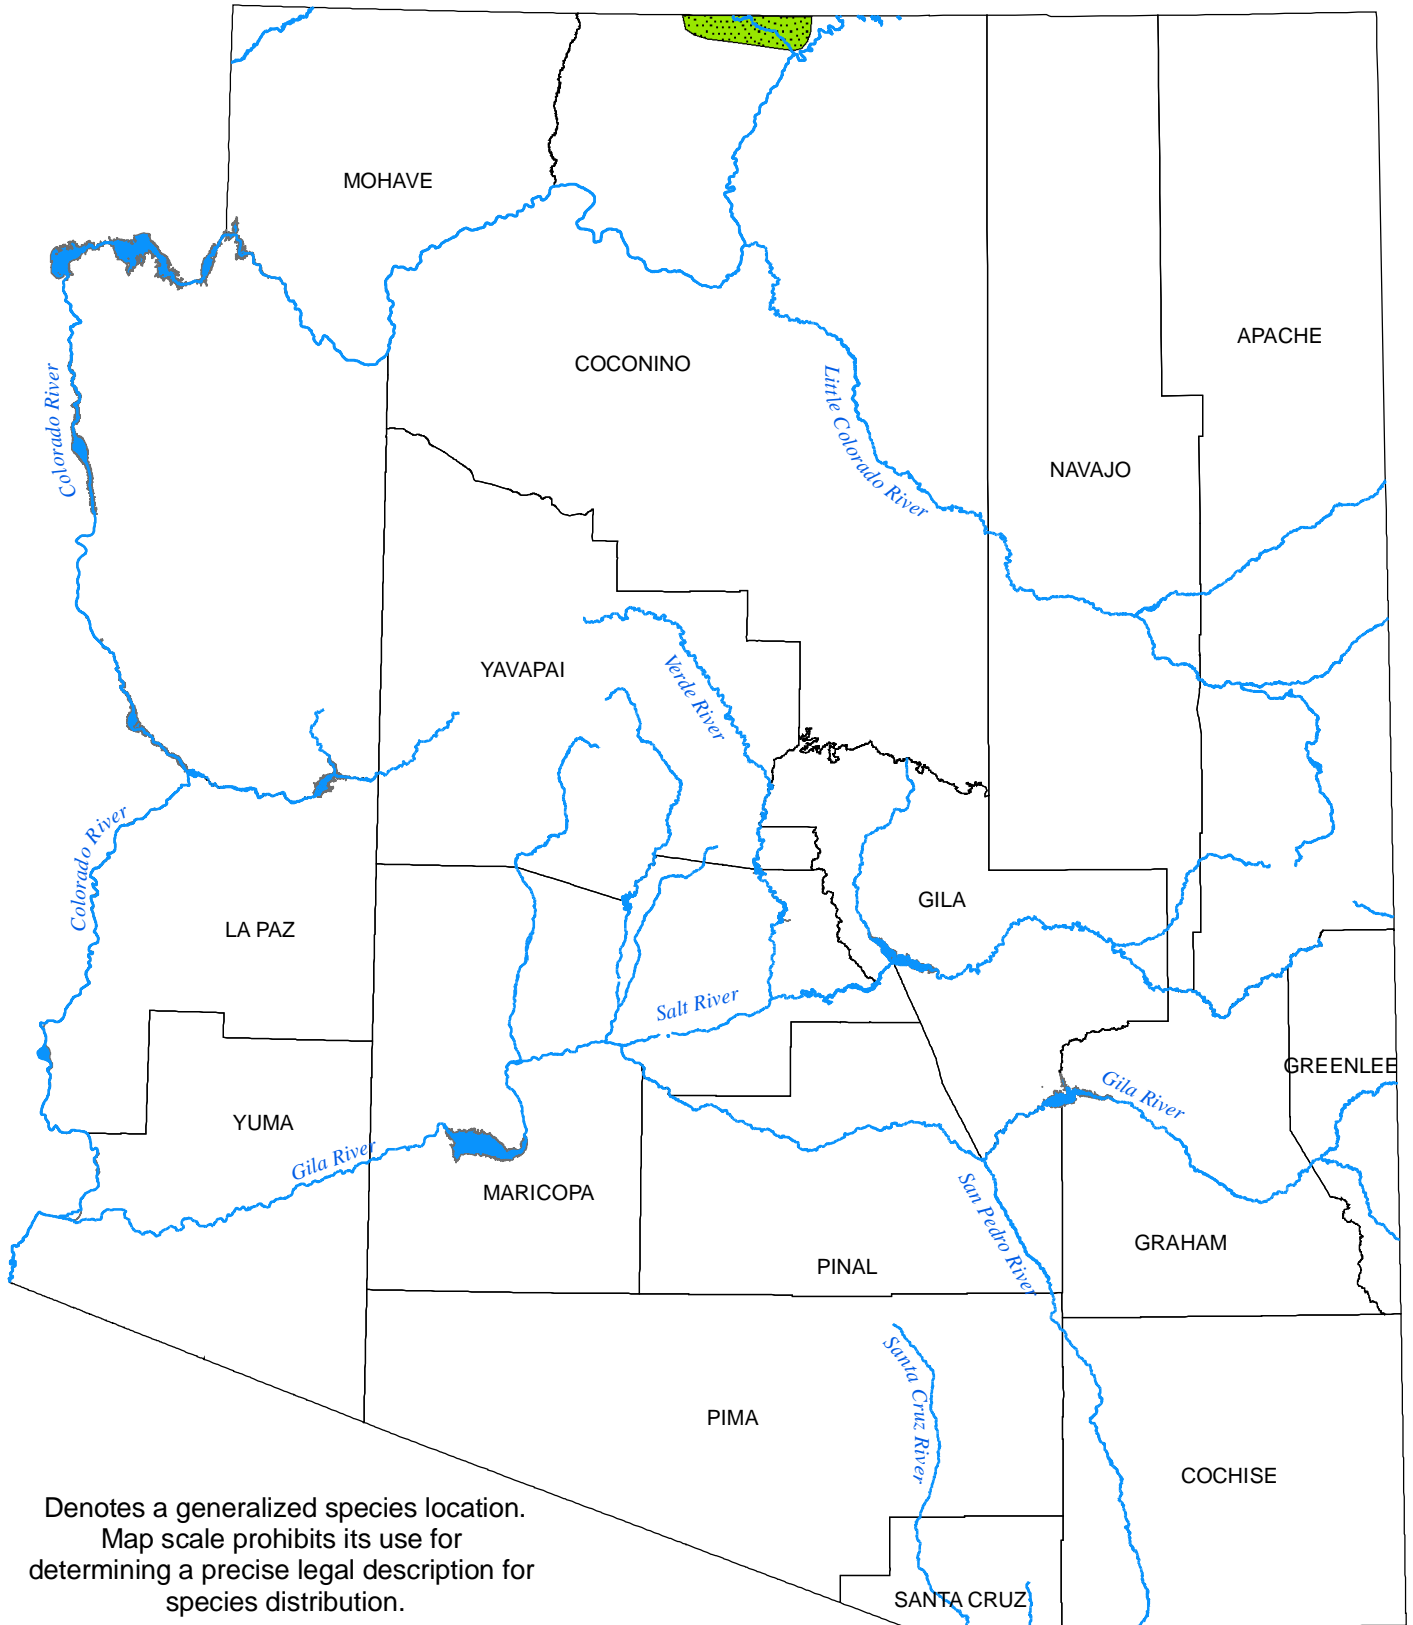 MOHAVE
COCONINO
APACHE
NAVAJO
Colorado River
Little Colorado River
YAVAPAI
Verde River
Colorado River
LA PAZ
GILA
Salt River
GREENLEE
Gila River
YUMA
Gila River
MARICOPA
San Pedro River
GRAHAM
PINAL
Santa Cruz River
PIMA
COCHISE
SANTA CRUZ
Denotes a generalized species location.
Map scale prohibits its use for
determining a precise legal description for
species distribution.